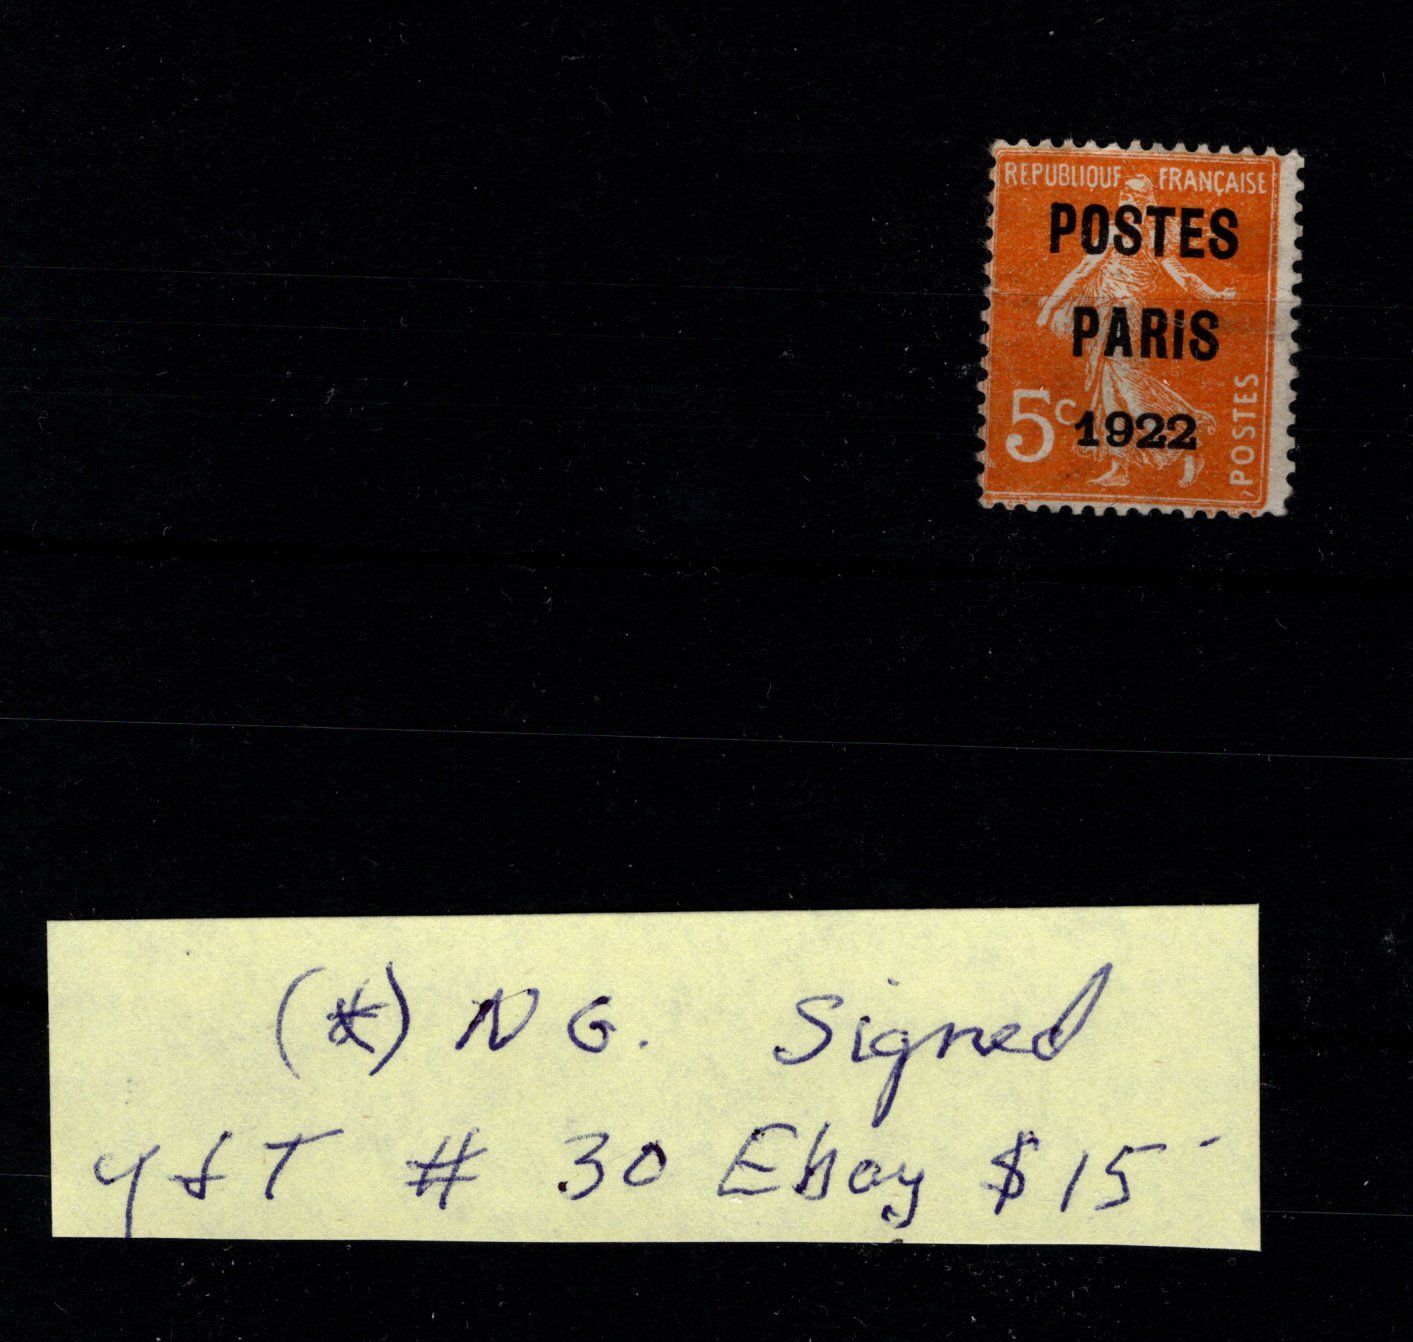 REPUBLIQUE FRANÇAISE
POSTES
PARIS
5c
1922
POSTES
(*) NG. Signed
Y&T # 30 Ebay $15-